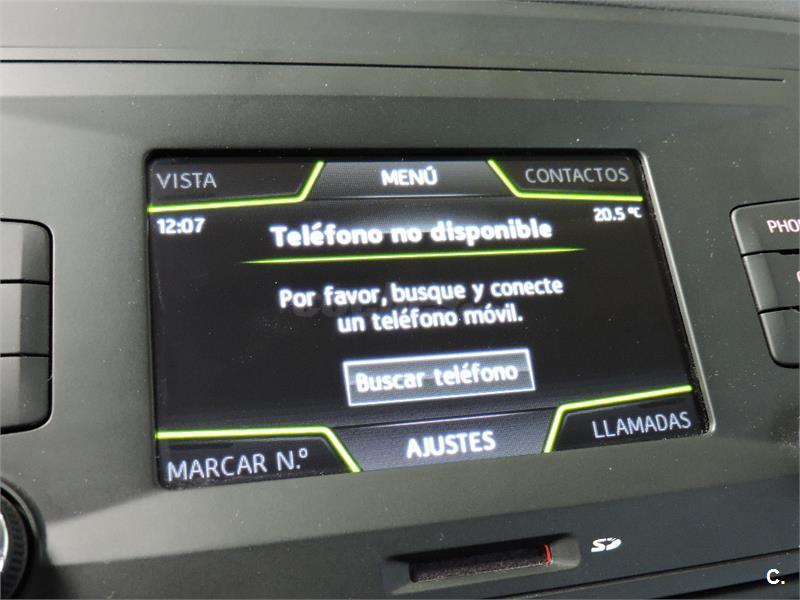 VISTA
MENÚ
CONTACTOS
12:07
20.5 °C
Teléfono no disponible
Por favor, busque y conecte
un teléfono móvil.
Buscar teléfono
MARCAR N.º
AJUSTES
LLAMADAS
SD
C.